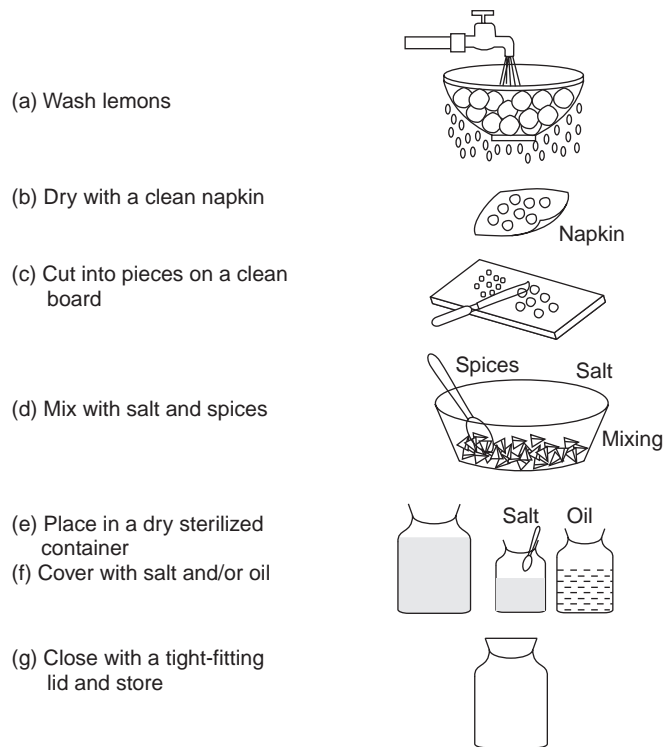 (a) Wash lemons
(b) Dry with a clean napkin
Napkin
(c) Cut into pieces on a clean
board
Spices
Salt
(d) Mix with salt and spices
Mixing
(e) Place in a dry sterilized
container
Salt
Oil
(f) Cover with salt and/or oil
(g) Close with a tight-fitting
lid and store